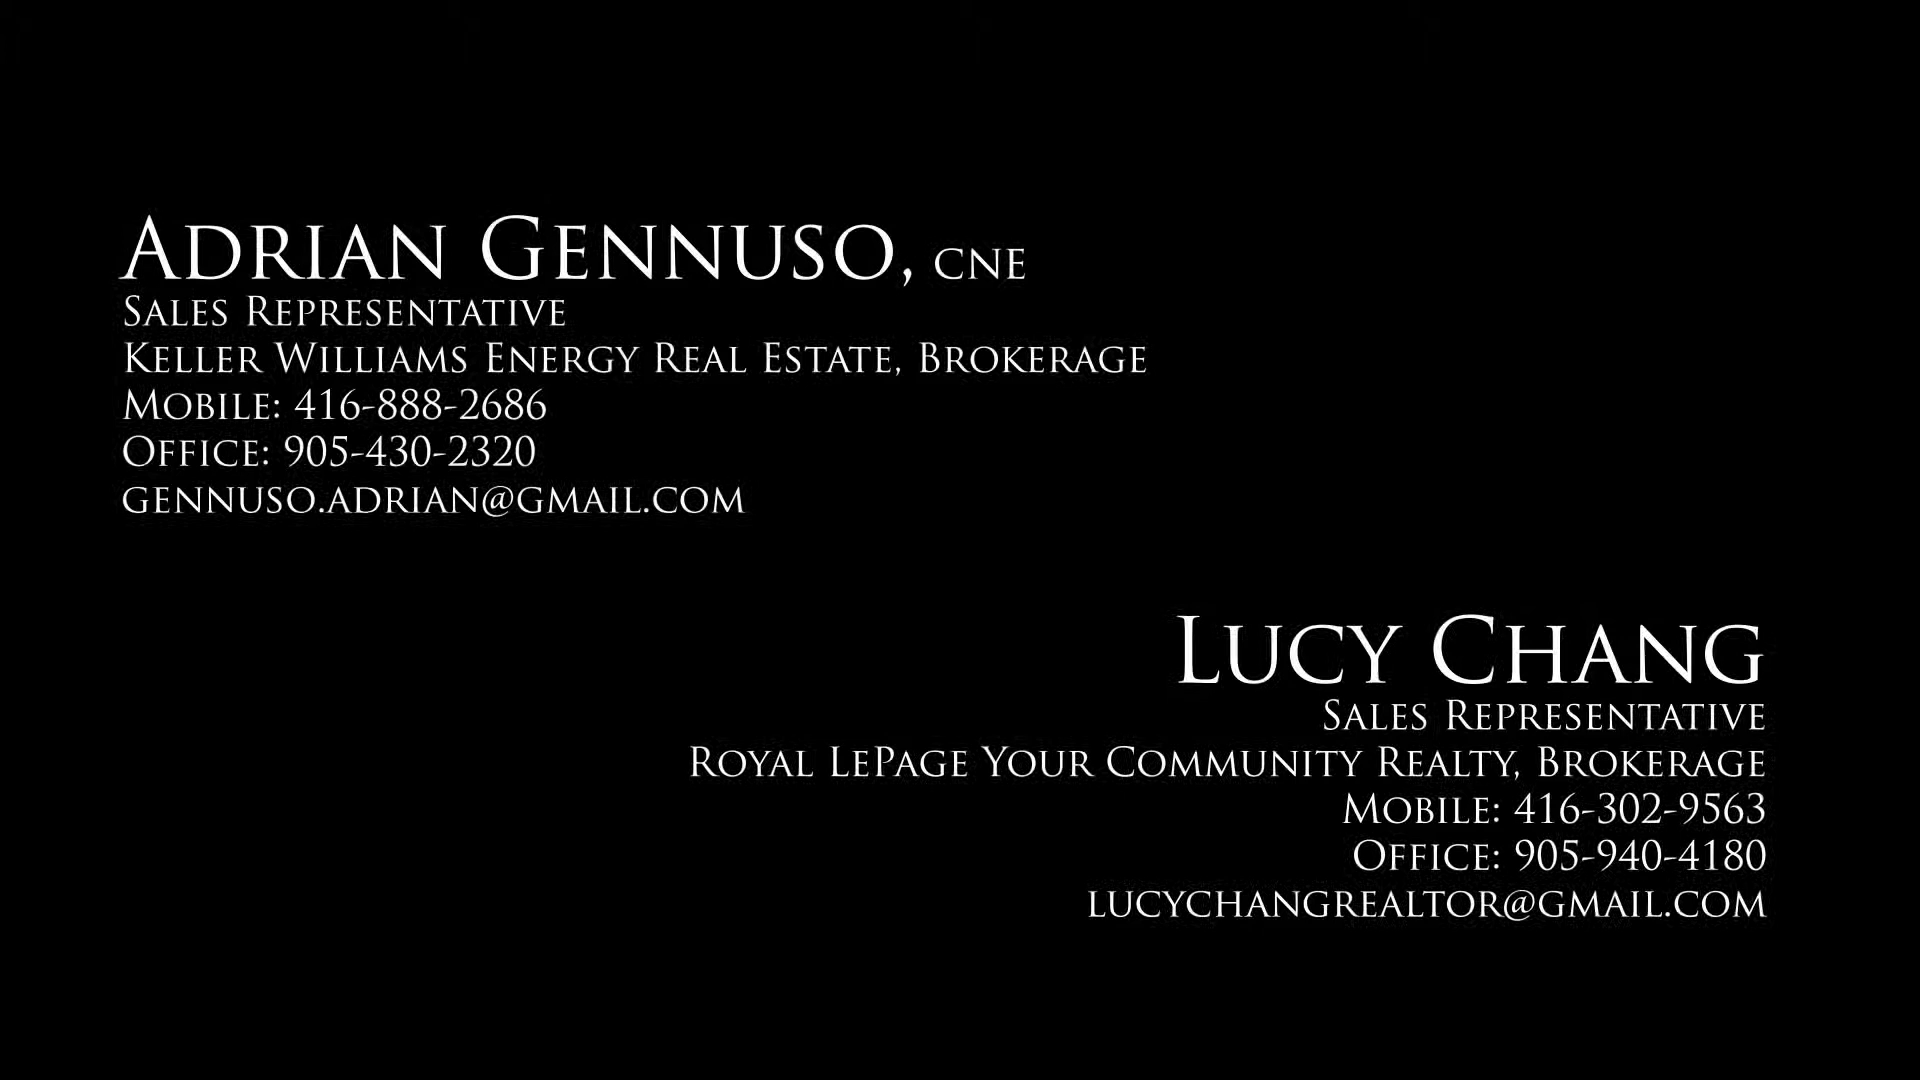 Adrian Gennuso, CNE
Sales Representative
Keller Williams Energy Real Estate, Brokerage
Mobile: 416-888-2686
Office: 905-430-2320
gennuso.adrian@gmail.com
Lucy Chang
Sales Representative
Royal LePage Your Community Realty, Brokerage
Mobile: 416-302-9563
Office: 905-940-4180
lucychangrealtor@gmail.com